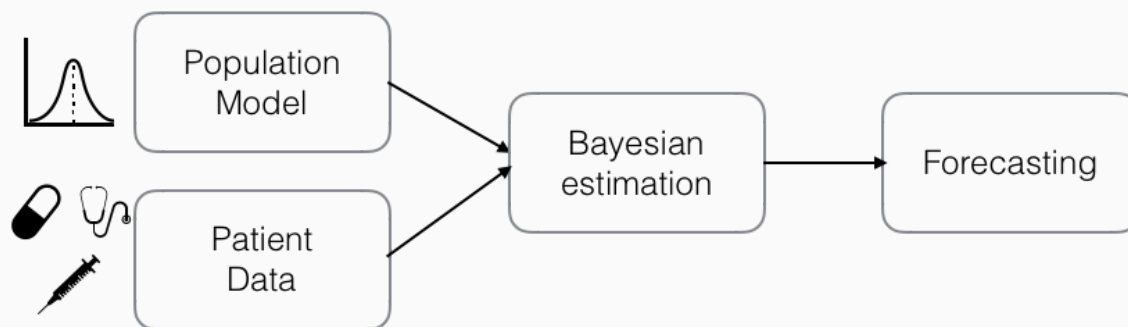 Population
Model
Patient
Data
Bayesian
estimation
Forecasting